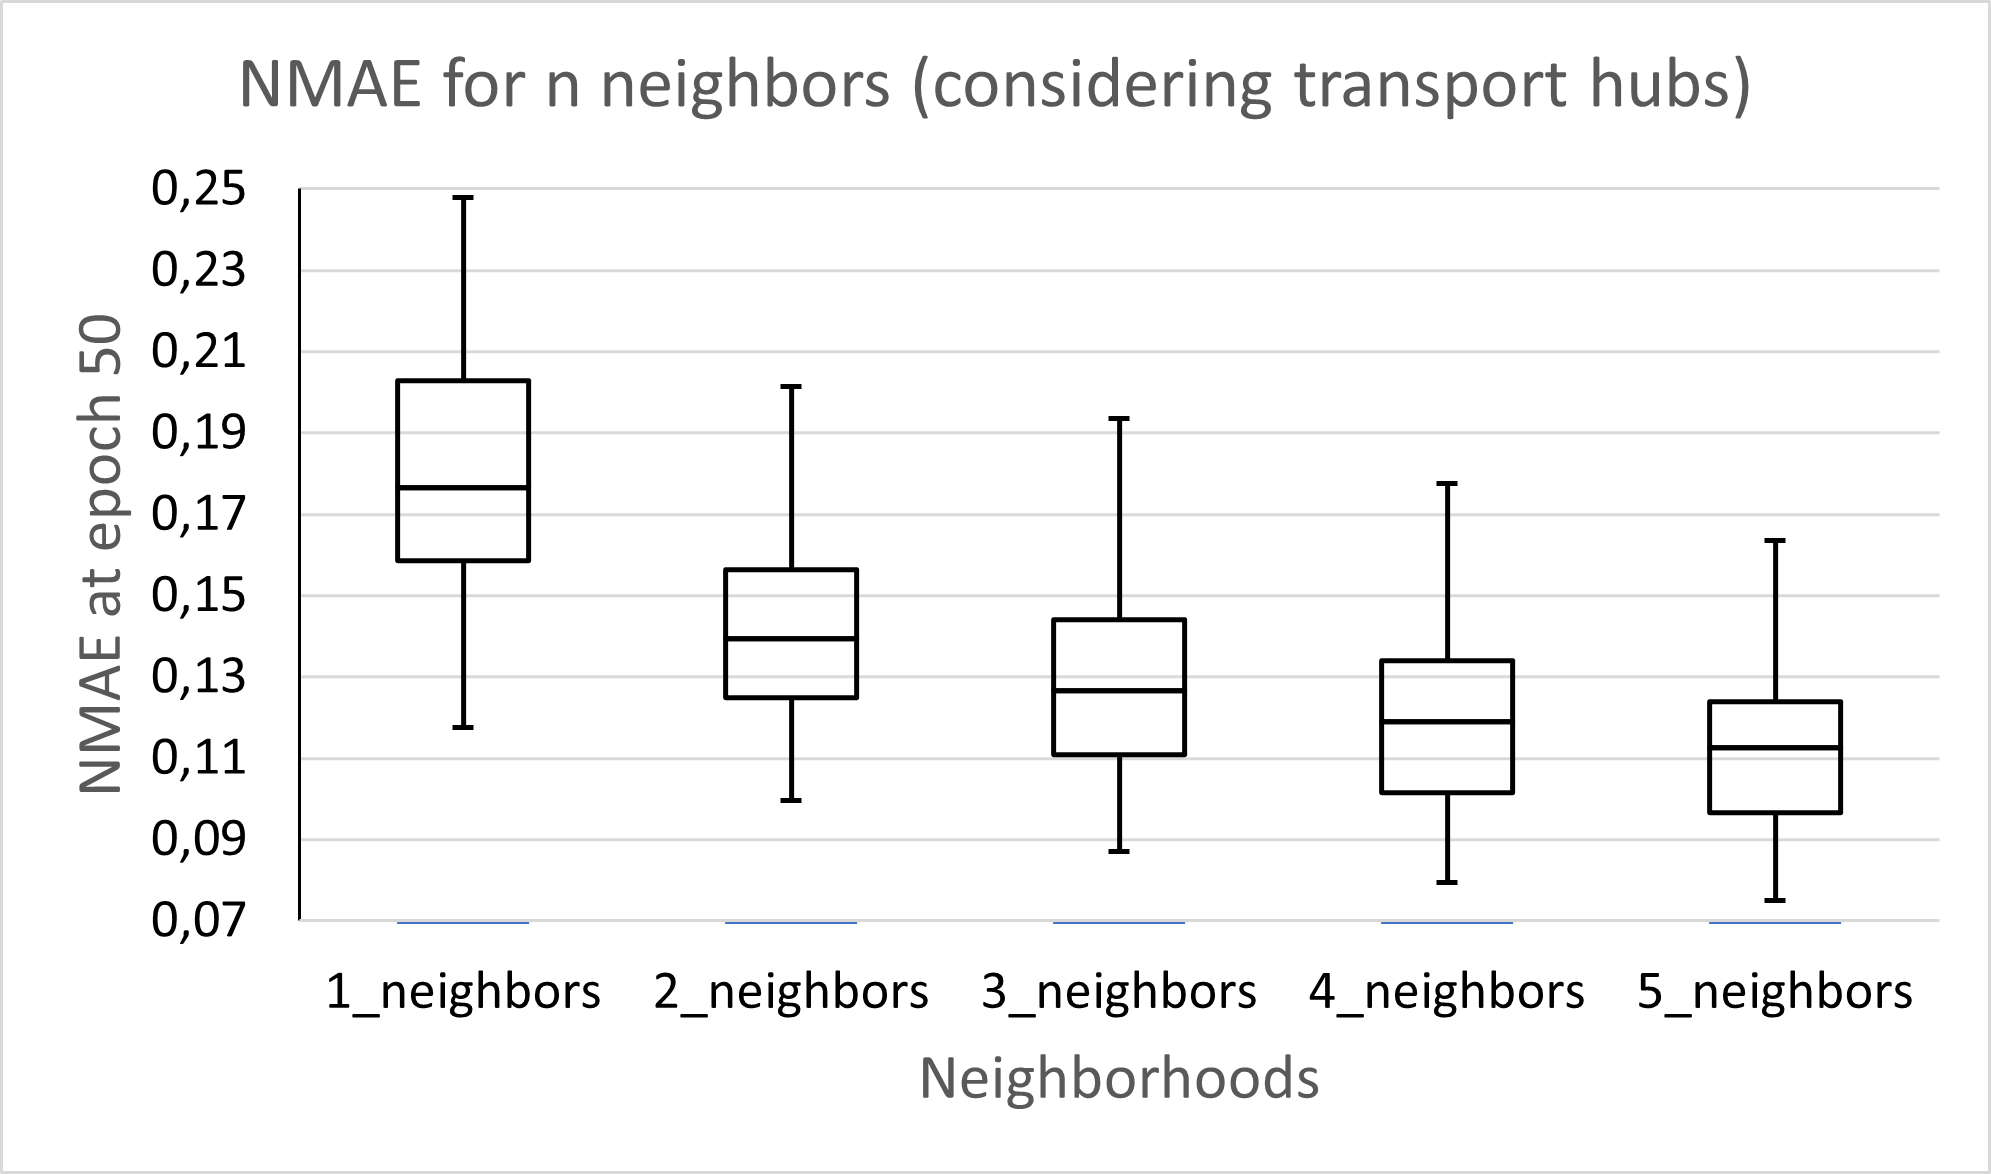 NMAE for n neighbors (considering transport hubs)
NMAE at epoch 50
0,25
0,23
0,21
0,19
0,17
0,15
0,13
0,11
0,09
0,07
1_neighbors 2_neighbors 3_neighbors 4_neighbors 5_neighbors
Neighborhoods